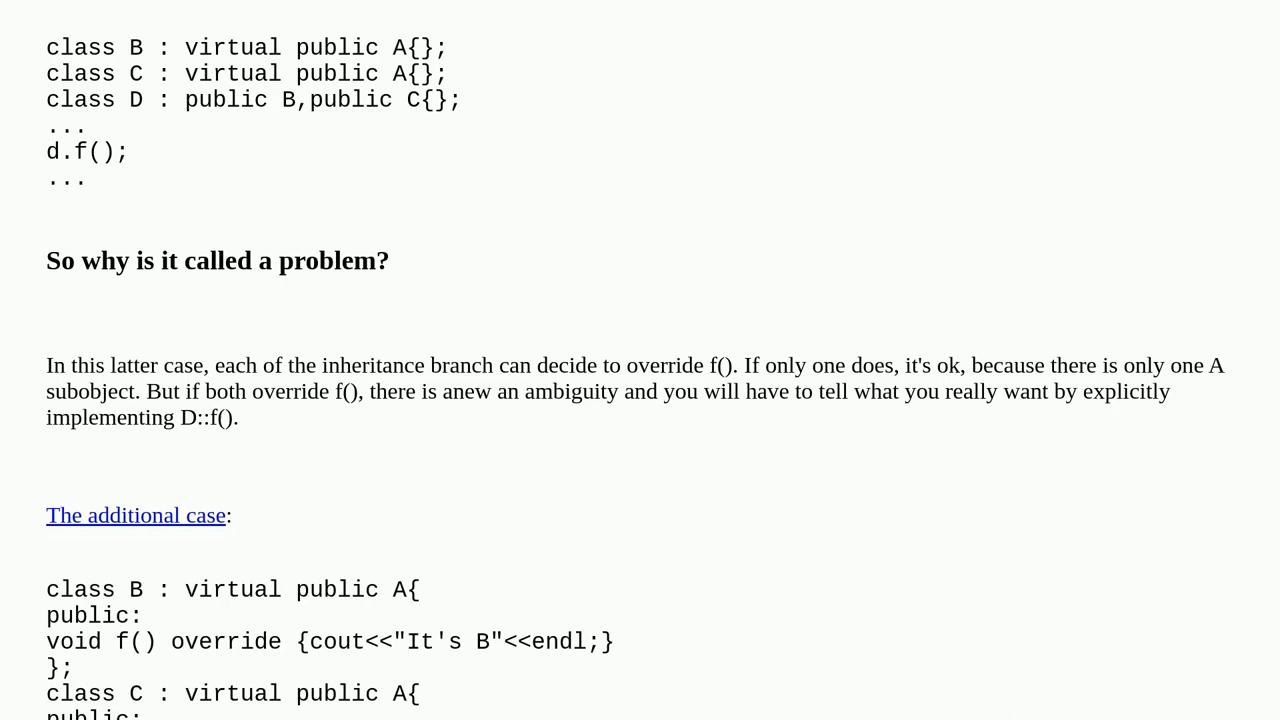 class B : virtual public A{};
class C : virtual public A{};
class D : public B,public C{};
...
d.f();
...
So why is it called a problem?
In this latter case, each of the inheritance branch can decide to override f(). If only one does, it's ok, because there is only one A
subobject. But if both override f(), there is anew an ambiguity and you will have to tell what you really want by explicitly
implementing D::f().
The additional case:
class B : virtual public A{
public:
void f() override {cout<<"It's B"<<endl;}
};
class C : virtual public A{
public: